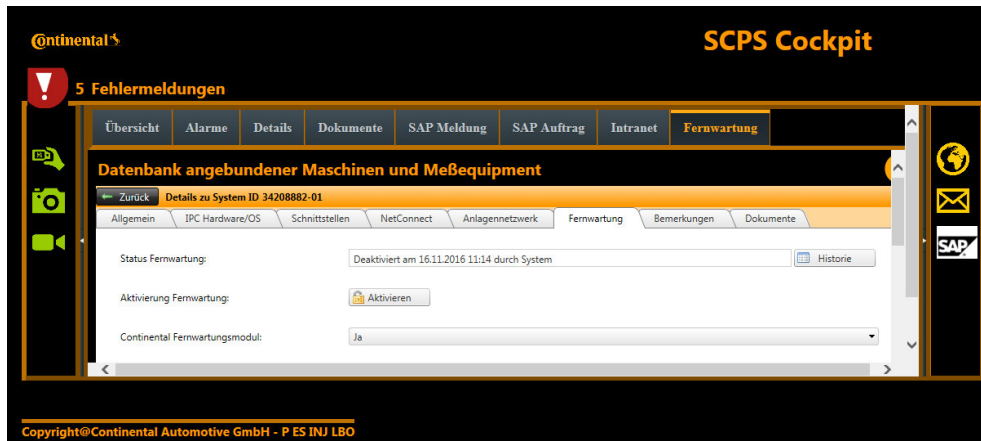 Continental
SCPS Cockpit
5 Fehlermeldungen
Übersicht Alarme Details Dokumente SAP Meldung SAP Auftrag Intranet Fernwartung
Datenbank angebundener Maschinen und Meßequipment
Zurück Details zu System ID 34208882-01
Allgemein IPC Hardware/OS Schnittstellen NetConnect Anlagennetzwerk Fernwartung Bemerkungen Dokumente
Status Fernwartung: Deaktiviert am 16.11.2016 11:14 durch System Historie
Aktivierung Fernwartung: Aktivieren
Continental Fernwartungsmodul: Ja
SAP
Copyright@Continental Automotive GmbH - P ES INJ LBO